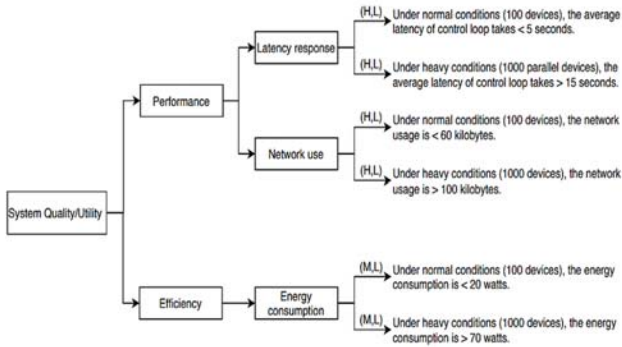 (H,L)
Under normal conditions (100 devices), the average
latency of control loop takes < 5 seconds.
Latency response
(H,L)
Under heavy conditions (1000 parallel devices), the
average latency of control loop takes > 15 seconds.
Performance
(H,L)
Under normal conditions (100 devices), the network
usage is < 60 kilobytes.
Network use
(H,L)
Under heavy conditions (1000 devices), the network
usage is > 100 kilobytes.
System Quality/Utility
(M,L)
Under normal conditions (100 devices), the energy
consumption is < 20 watts.
Efficiency
Energy
consumption
(M,L)
Under heavy conditions (1000 devices), the energy
consumption is > 70 watts.